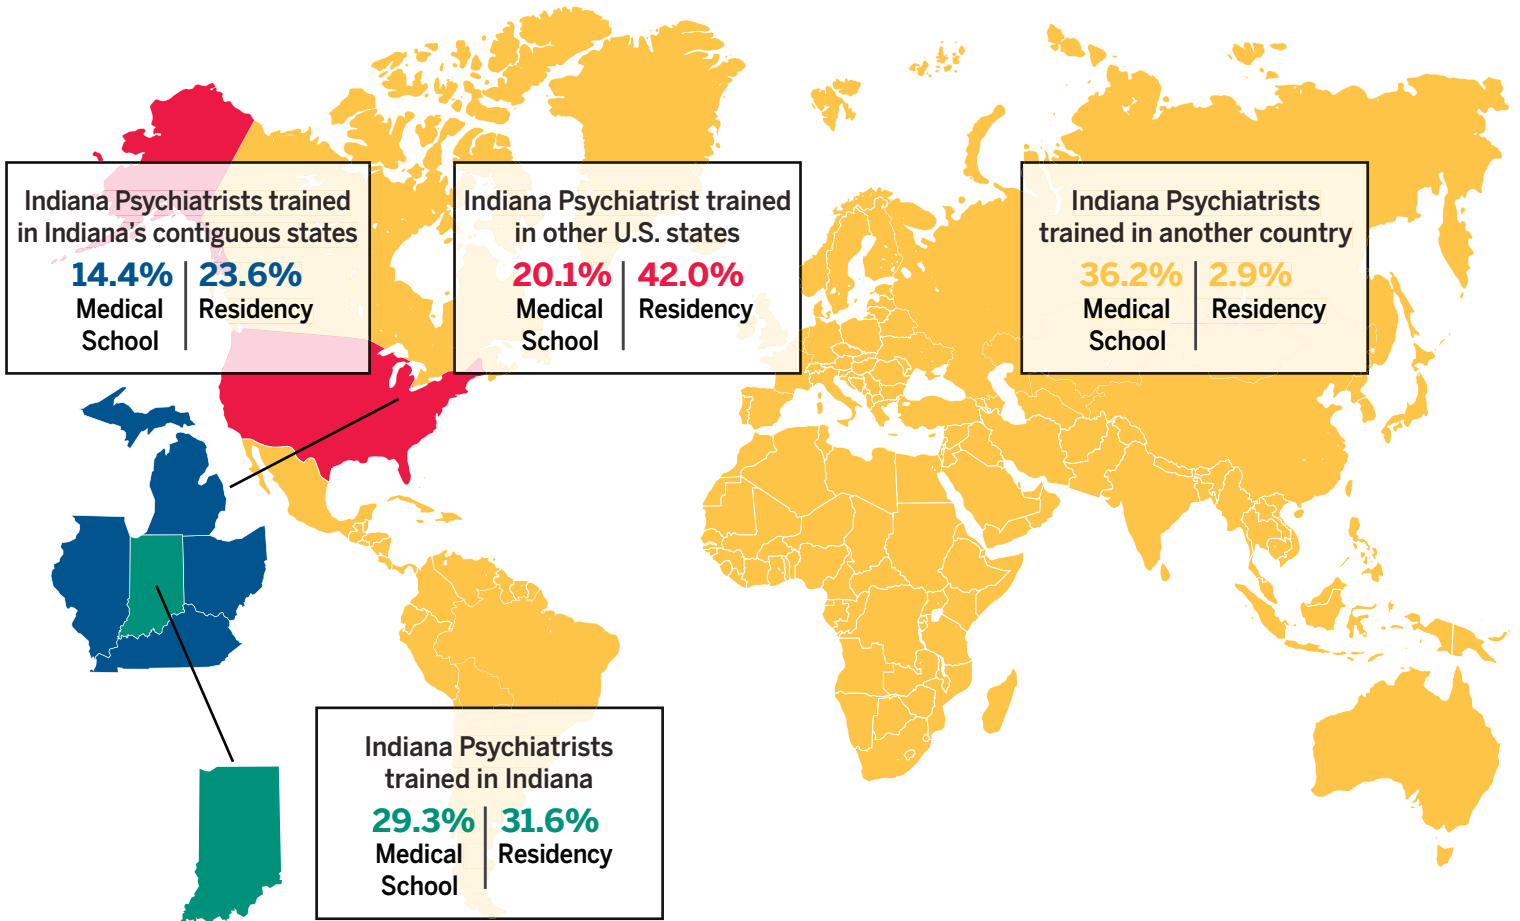 Indiana Psychiatrists trained
in Indiana’s contiguous states
14.4% 23.6%
Medical Residency
School
Indiana Psychiatrist trained
in other U.S. states
20.1% 42.0%
Medical Residency
School
Indiana Psychiatrists
trained in another country
36.2% 2.9%
Medical Residency
School
Indiana Psychiatrists
trained in Indiana
29.3% 31.6%
Medical Residency
School